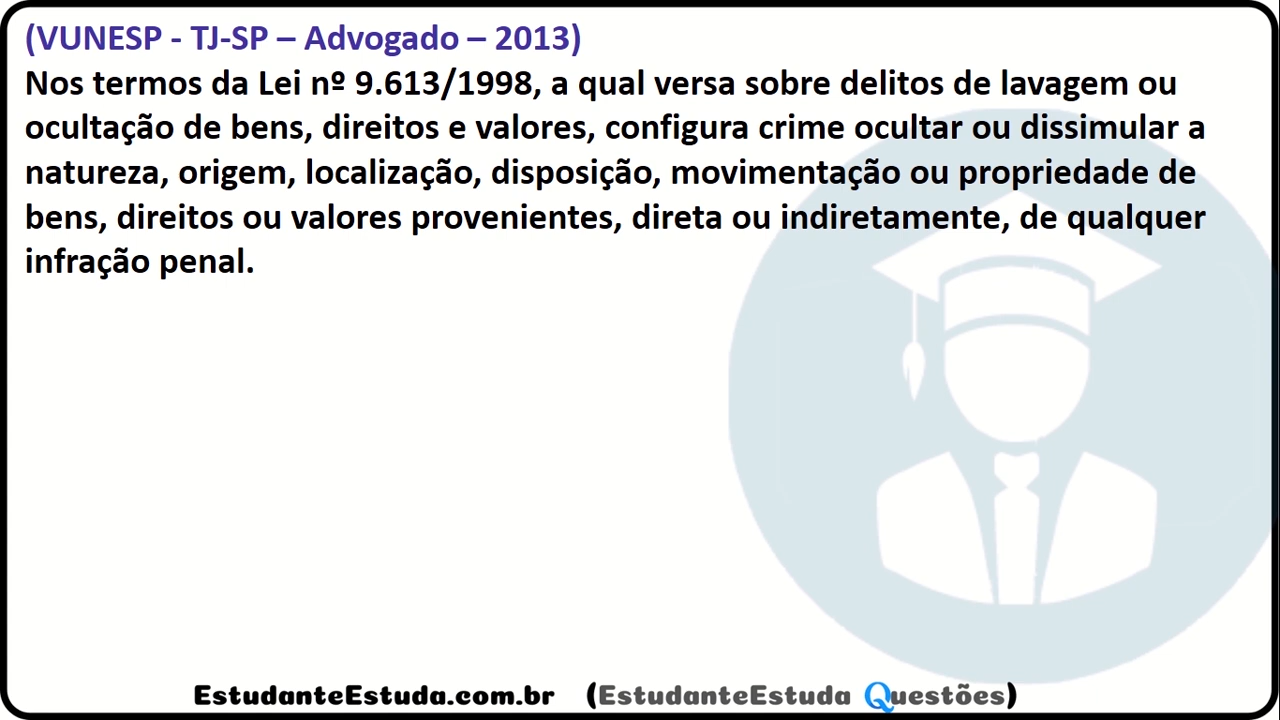 (VUNESP - TJ-SP – Advogado – 2013)
Nos termos da Lei nº 9.613/1998, a qual versa sobre delitos de lavagem ou
ocultação de bens, direitos e valores, configura crime ocultar ou dissimular a
natureza, origem, localização, disposição, movimentação ou propriedade de
bens, direitos ou valores provenientes, direta ou indiretamente, de qualquer
infração penal.
EstudanteEstuda.com.br (EstudanteEstuda Questões)